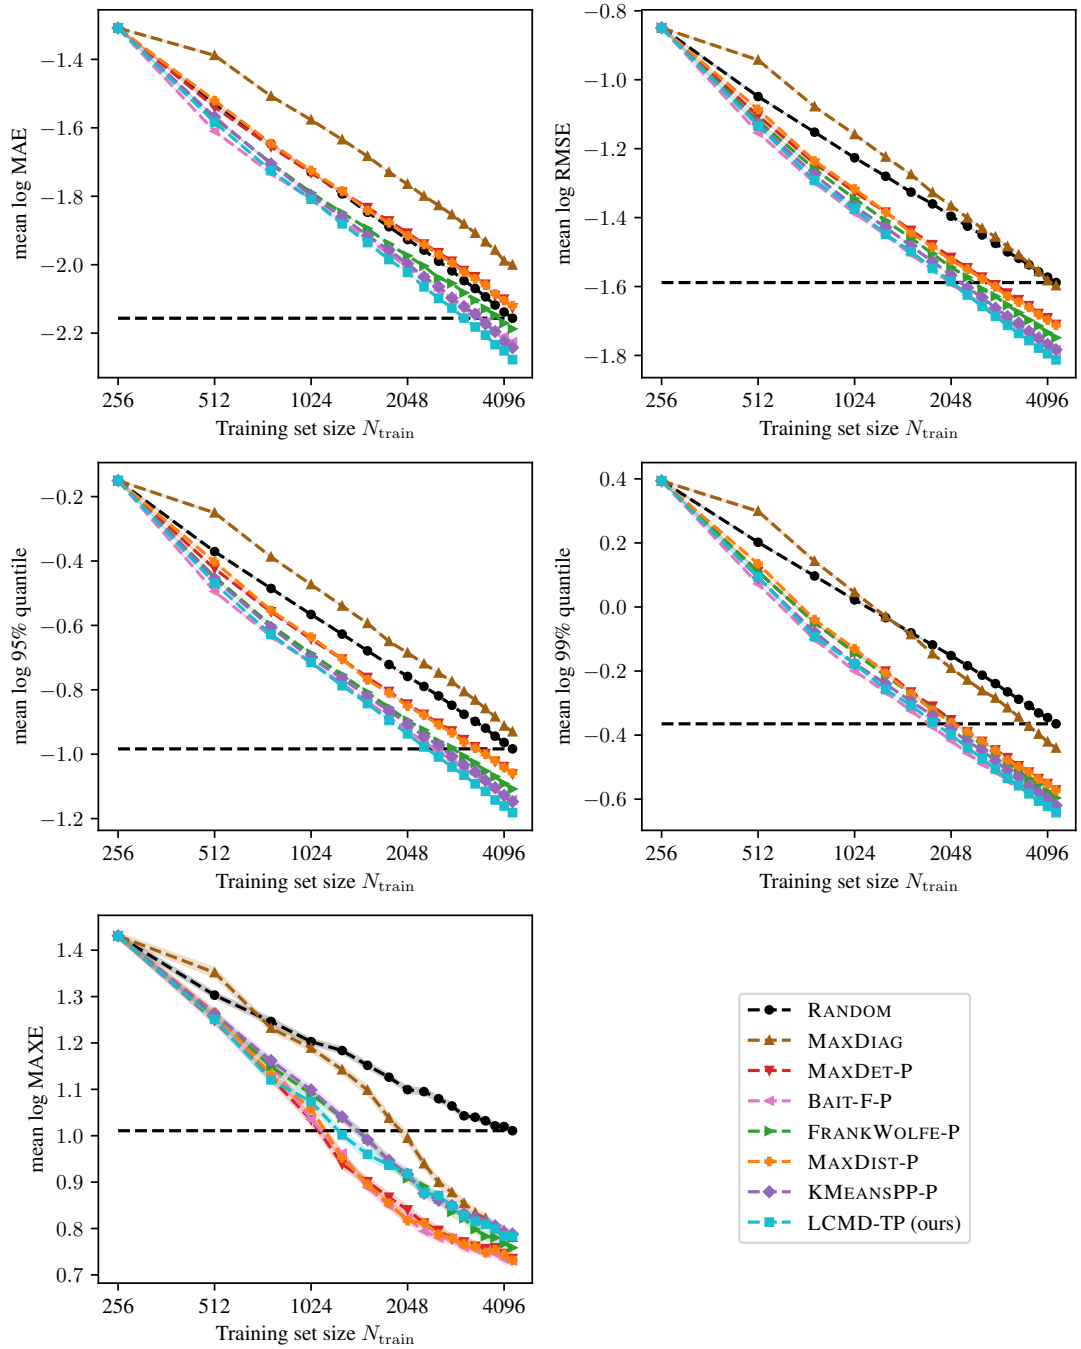 mean log MAE
−1.4
−1.6
−1.8
−2.0
−2.2
256 512 1024 2048 4096
Training set size N_train
mean log RMSE
−0.8
−1.0
−1.2
−1.4
−1.6
−1.8
256 512 1024 2048 4096
Training set size N_train
mean log 95% quantile
−0.2
−0.4
−0.6
−0.8
−1.0
−1.2
256 512 1024 2048 4096
Training set size N_train
mean log 99% quantile
0.4
0.2
0.0
−0.2
−0.4
−0.6
256 512 1024 2048 4096
Training set size N_train
mean log MAXE
1.4
1.3
1.2
1.1
1.0
0.9
0.8
0.7
256 512 1024 2048 4096
Training set size N_train
RANDOM
MAXDIAG
MAXDET-P
BAIT-F-P
FRANKWOLFE-P
MAXDIST-P
KMEANSPP-P
LCMD-TP (ours)